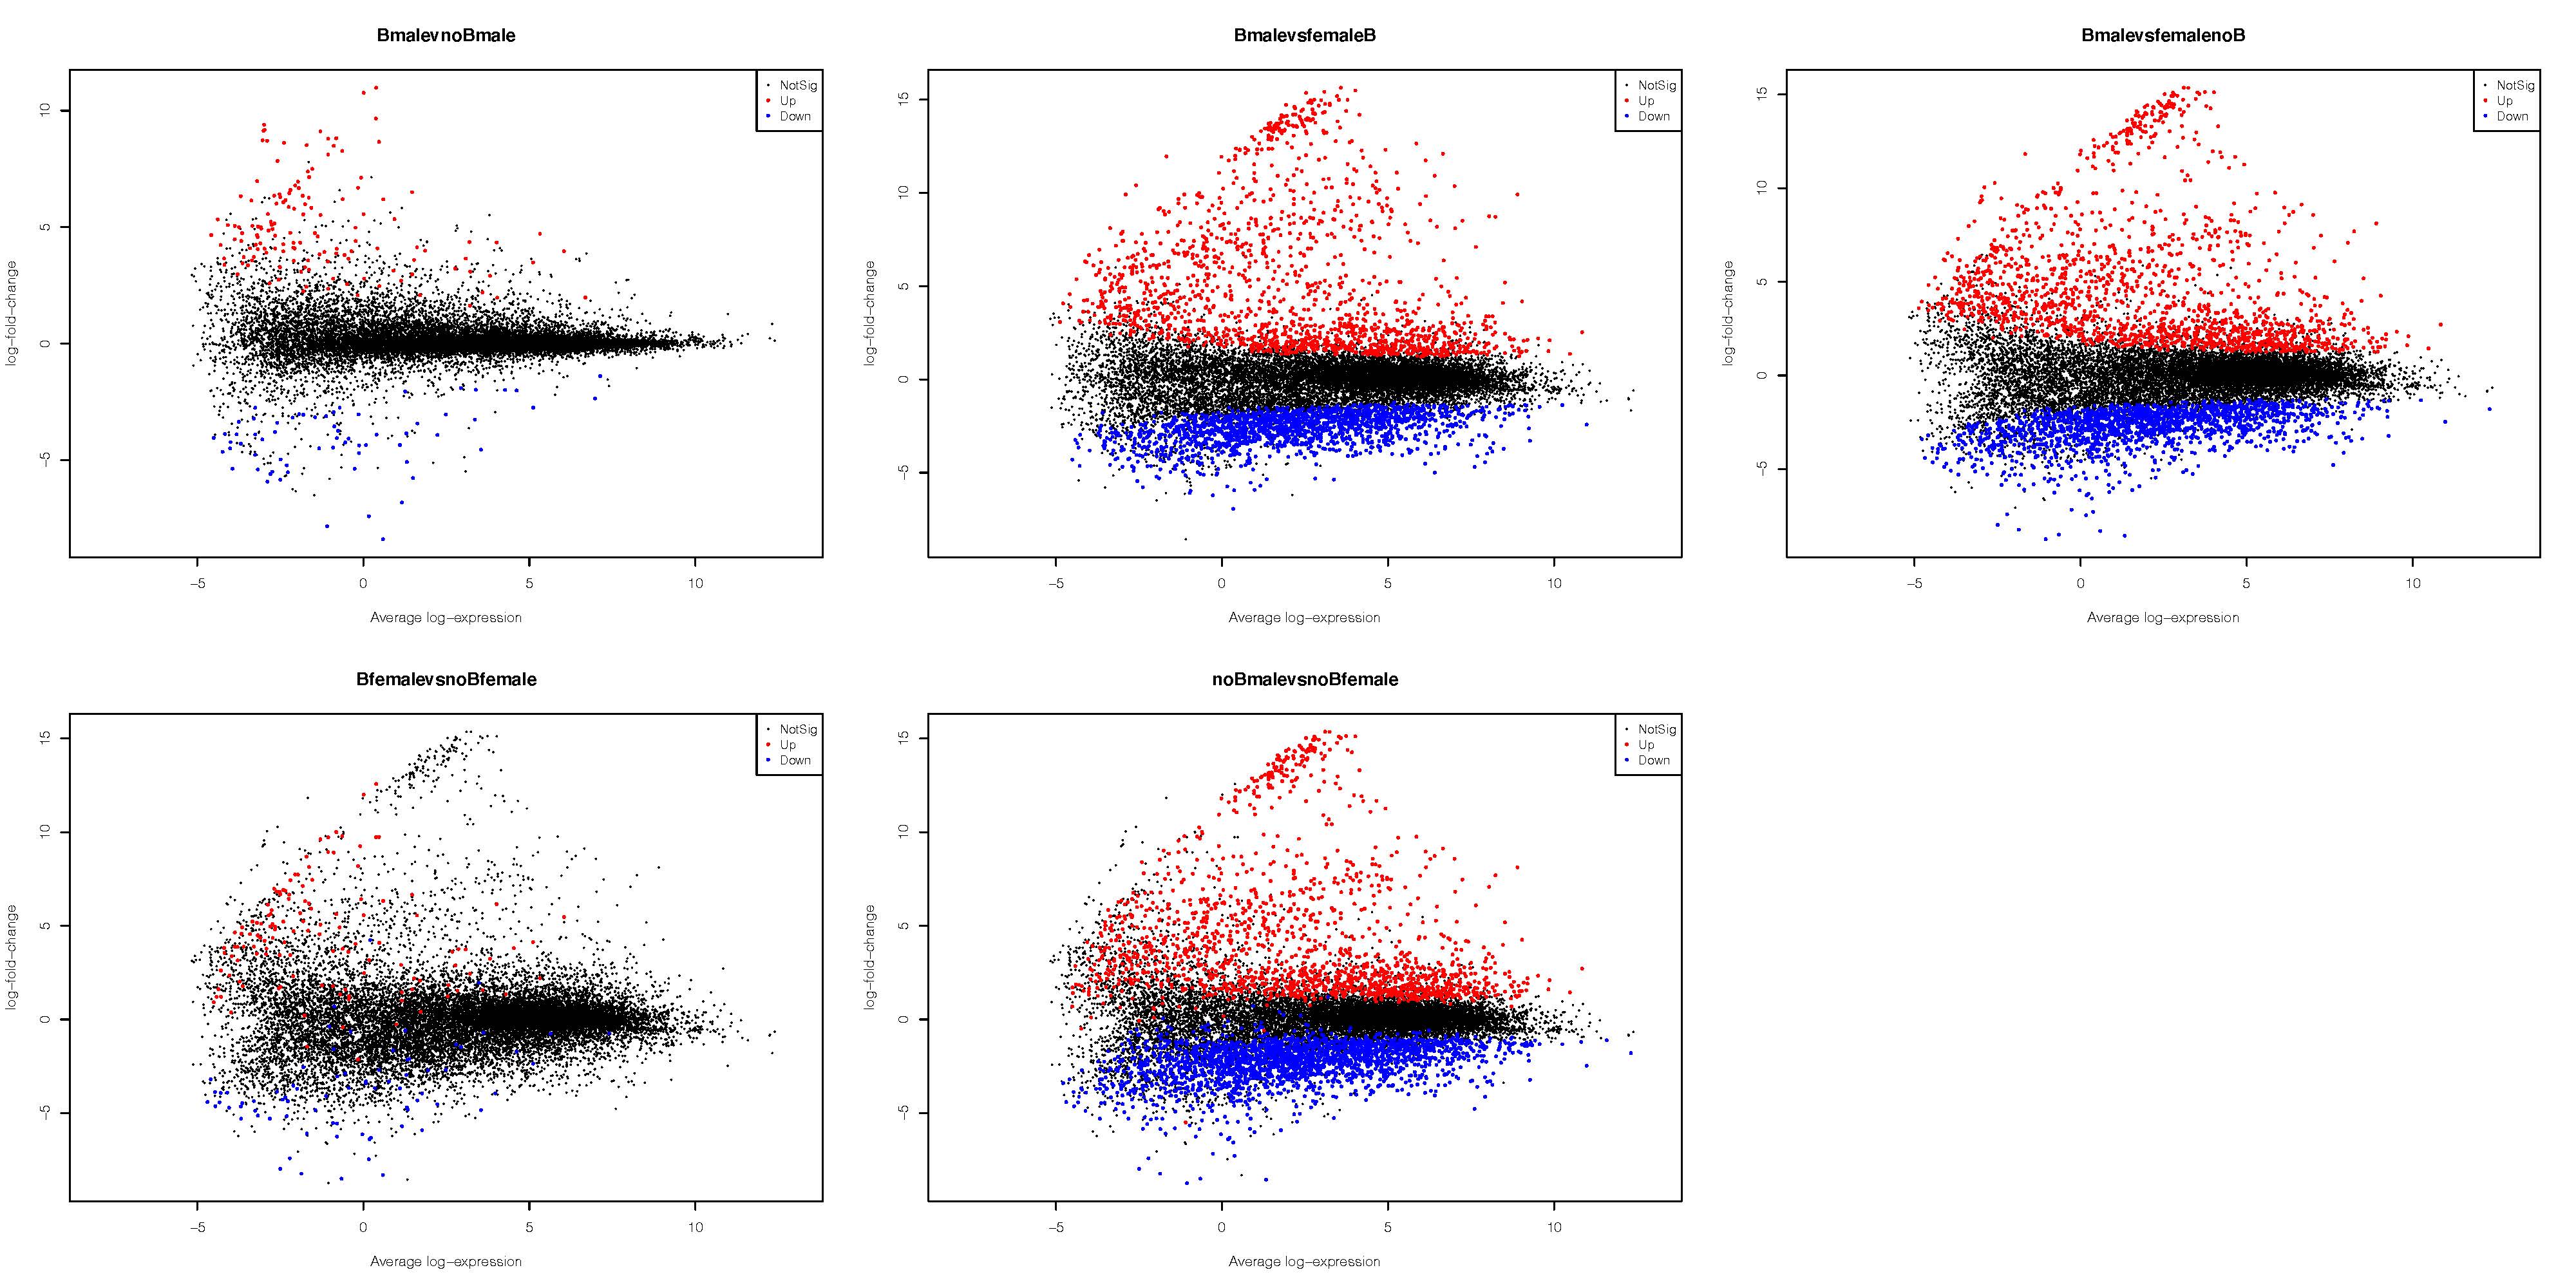 BmalevnoBmale
NotSig
Up
Down
log-fold-change
10
5
0
-5
-5 0 5 10
Average log-expression
BmalevsfemaleB
NotSig
Up
Down
log-fold-change
15
10
5
0
-5
-5 0 5 10
Average log-expression
BmalevsfemalenoB
NotSig
Up
Down
log-fold-change
15
10
5
0
-5
-5 0 5 10
Average log-expression
BfemalevsnoBfemale
NotSig
Up
Down
log-fold-change
15
10
5
0
-5
-5 0 5 10
Average log-expression
noBmalevsnoBfemale
NotSig
Up
Down
log-fold-change
15
10
5
0
-5
-5 0 5 10
Average log-expression